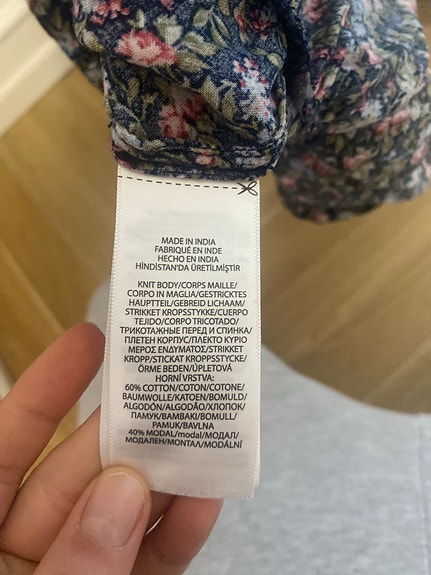 MADE IN INDIA
FABRIQUÉ EN INDE
HECHO EN INDIA
HİNDİSTAN'DA ÜRETİLMİŞTİR
KNIT BODY/CORPS MAILLE/
CORPO IN MAGLIA/GESTRICKTES
HAUPTTEIL/GEBREID LICHAAM/
STRIKKET KROPSSTYKKE/CUERPO
TEJIDO/CORPO TRICOTADO/
ТРИКОТАЖНЫЕ ПЕРЕД И СПИНКА/
ПЛЕТЕН КОРПУС/ΠΛΕΚΤΟ ΚΥΡΙΟ
ΜΕΡΟΣ ΕΝΔΥΜΑΤΟΣ/STRIKKET
KROPP/STICKAT KROPPSSTYCKE/
ÖRME BEDEN/ÚPLETOVÁ
HORNÍ VRSTVA:
60% COTTON/COTON/COTONE/
BAUMWOLLE/KATOEN/BOMULD/
ALGODÓN/ALGODÃO/ХЛОПОК/
ПАМУК/ΒΑΜΒΑΚΙ/BOMULL/
PAMUK/BAVLNA
40% MODAL/modal/МОДАЛ/
МОДАЛЕН/ΜΟΝΤΑΛ/MODÁLNÍ